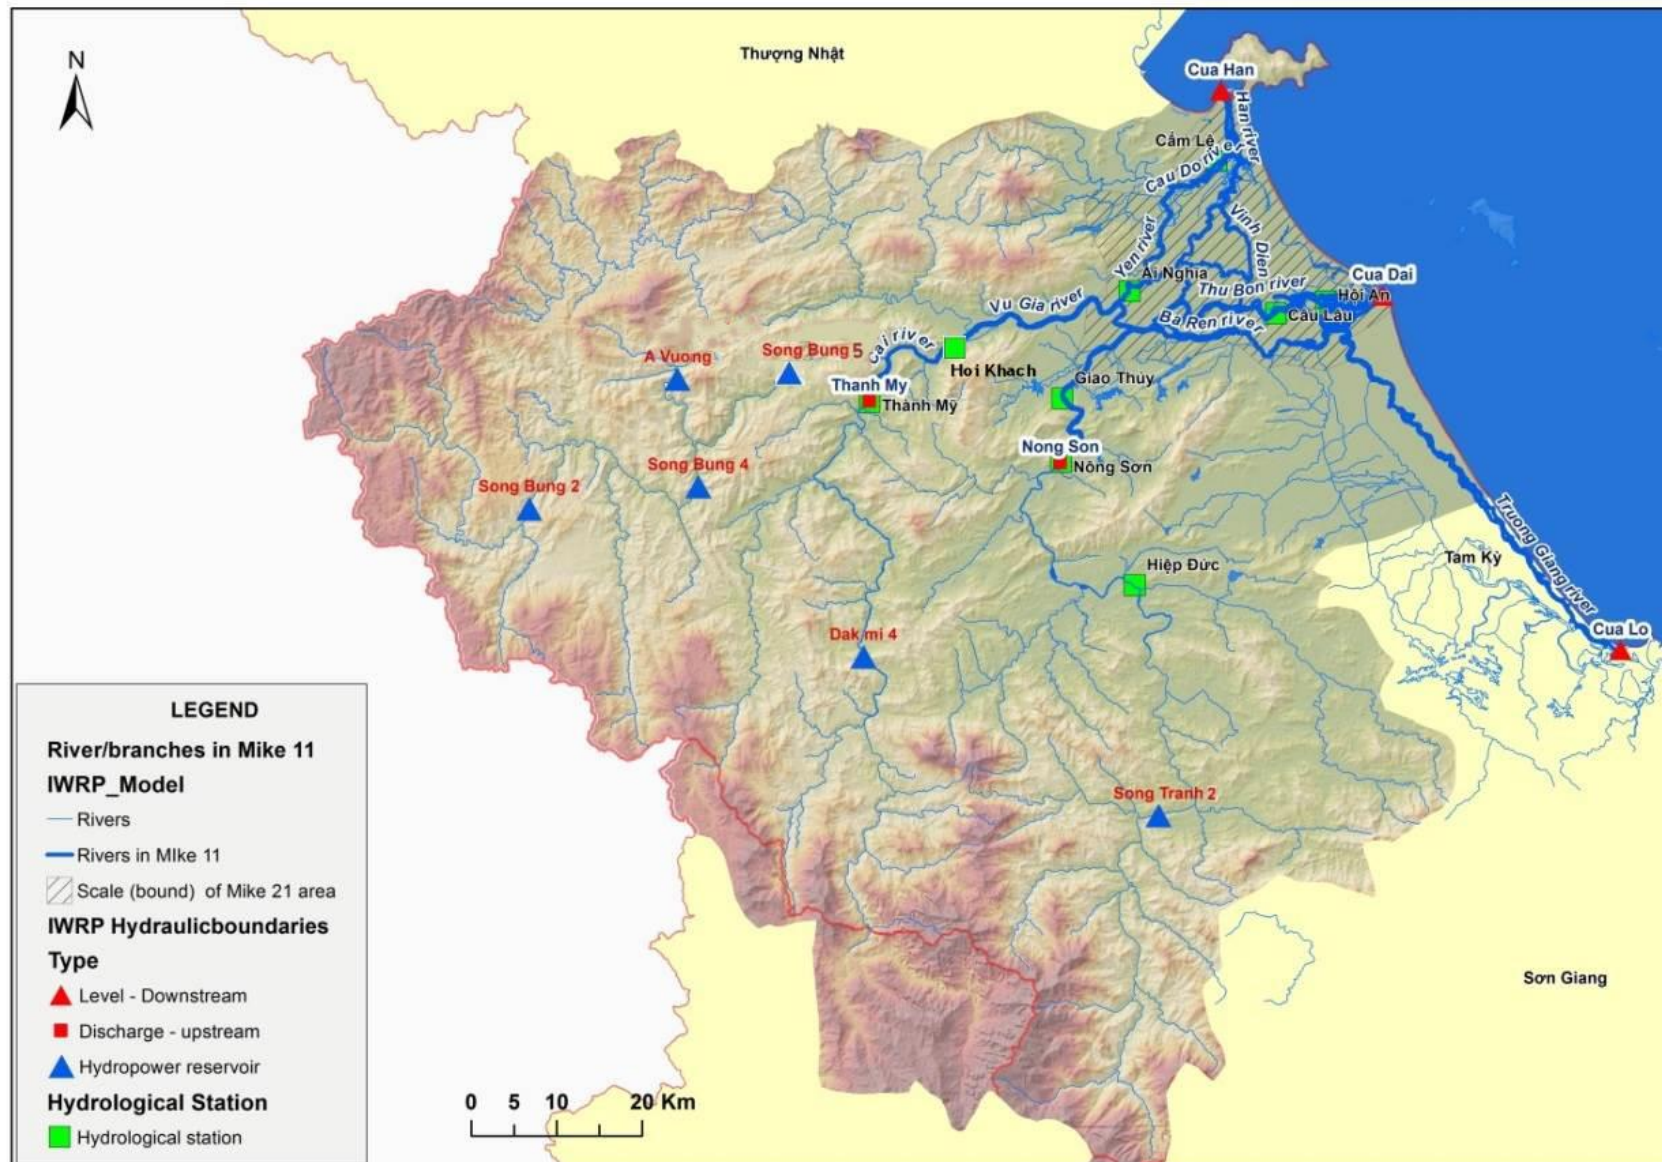 Thượng Nhật
N
Cua Han
Han river
Cẩm Lệ
Cau Do river
Vinh Dien
Yen river
Ái Nghĩa
Cua Dai
Thu Bon river
Hội An
Vu Gia river
Ba Ren river
Câu Lâu
Cai river
A Vuong
Song Bung 5
Hoi Khach
Thanh My
Thành Mỹ
Giao Thủy
Nong Son
Nông Sơn
Song Bung 4
Song Bung 2
Truong Giang river
Tam Kỳ
Hiệp Đức
Dak mi 4
Cua Lo
Song Tranh 2
Sơn Giang
LEGEND
River/branches in Mike 11
IWRP_Model
Rivers
Rivers in MIke 11
Scale (bound) of Mike 21 area
IWRP Hydraulicboundaries
Type
Level - Downstream
Discharge - upstream
Hydropower reservoir
Hydrological Station
Hydrological station
0 5 10 20 Km